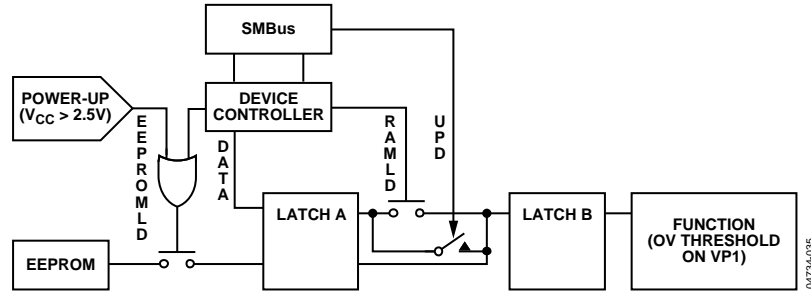 SMBus
POWER-UP
(VCC > 2.5V)
DEVICE
CONTROLLER
EEPROMLD
DATA
RAMLD
UPD
LATCH A
LATCH B
FUNCTION
(OV THRESHOLD
ON VP1)
EEPROM
04734-035